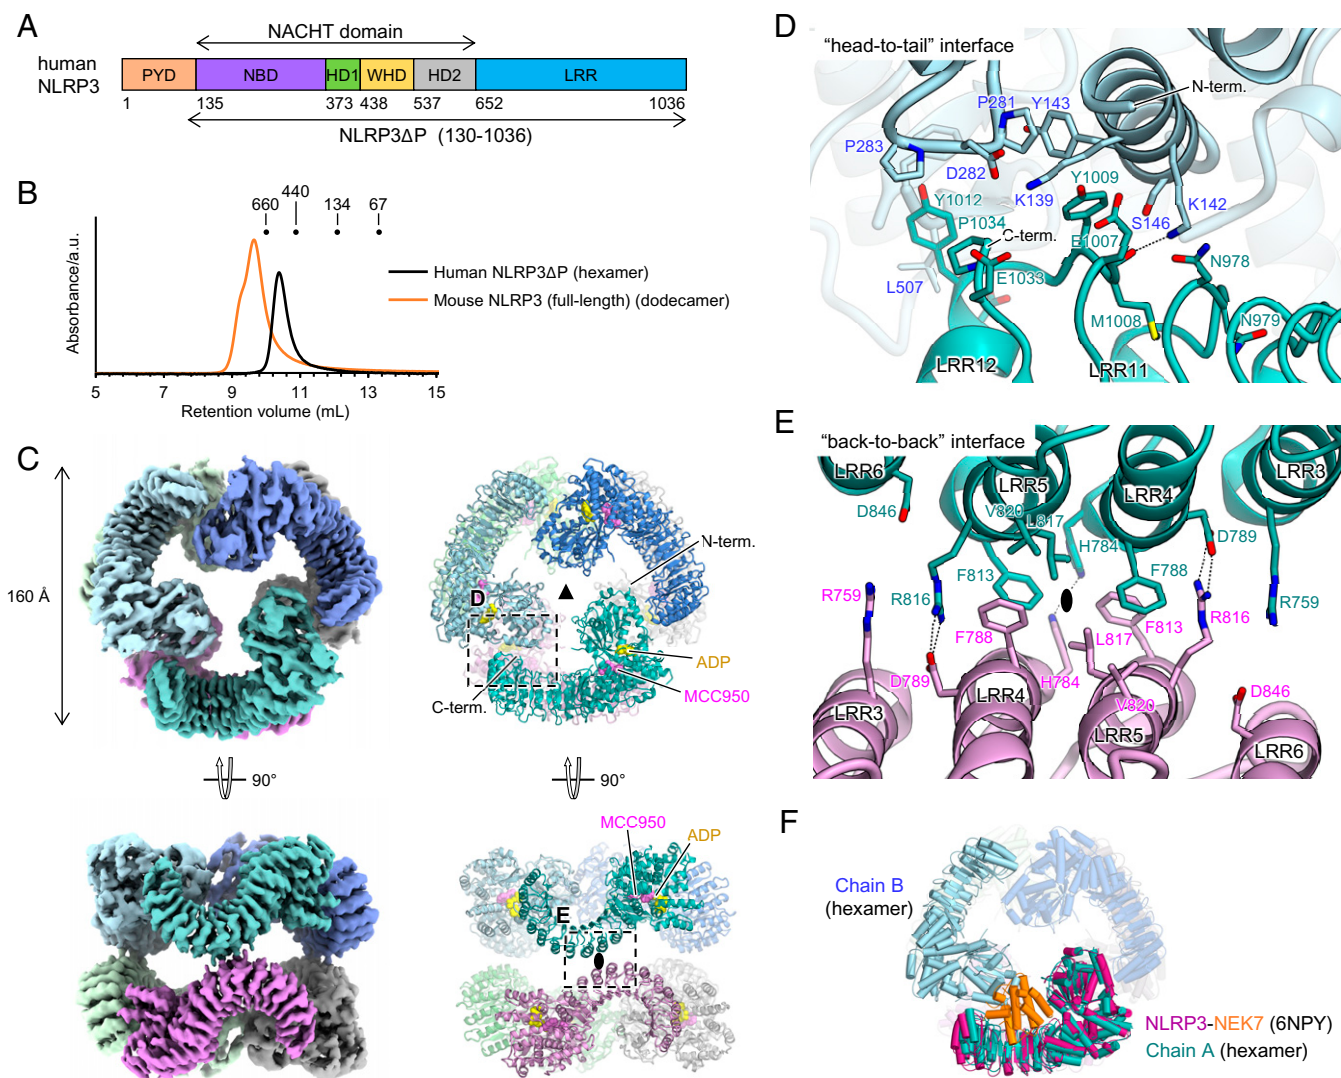 A
NACHT domain
human
NLRP3
PYD
NBD
HD1
WHD
HD2
LRR
1
135
373
438
537
652
1036
NLRP3ΔP (130-1036)
B
660
440
134
67
Absorbance/a.u.
Human NLRP3ΔP (hexamer)
Mouse NLRP3 (full-length) (dodecamer)
5
7
9
11
13
15
Retention volume (mL)
C
160 Å
N-term.
D
ADP
MCC950
C-term.
90°
90°
MCC950
ADP
E
D
"head-to-tail" interface
P281
Y143
N-term.
P283
D282
K139
Y1009
K142
Y1012
P1034
C-term.
S146
E1007
N978
L507
E1033
M1008
N979
LRR12
LRR11
E
"back-to-back" interface
LRR6
LRR5
LRR4
LRR3
D846
V820
L817
H784
D789
F813
F788
R759
R816
R816
R759
F788
L817
F813
D789
H784
D846
LRR3
LRR4
V820
LRR5
LRR6
F
Chain B
(hexamer)
NLRP3-NEK7 (6NPY)
Chain A (hexamer)